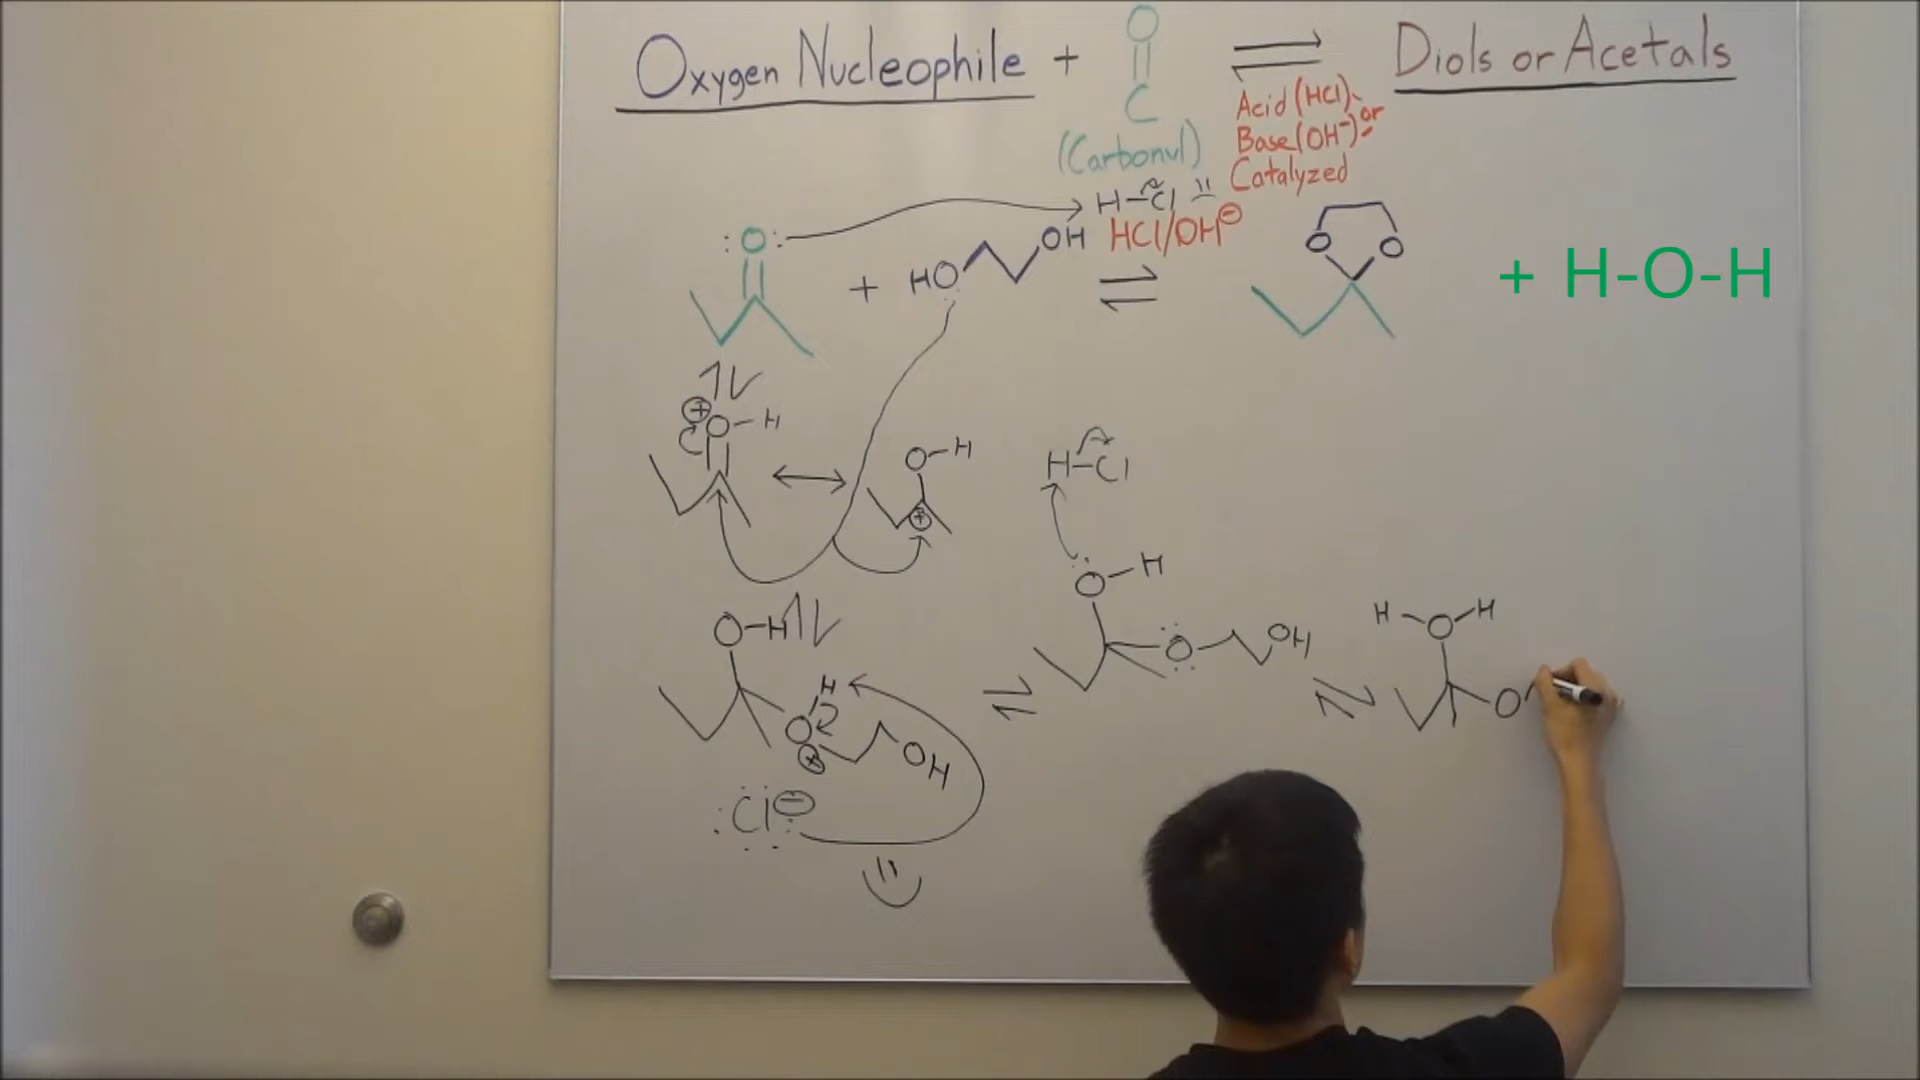 Oxygen Nucleophile + O ⇌ Diols or Acetals
C
(Carbonyl)
Acid (HCl) or
Base (OH⁻)
Catalyzed
H-Cl
:O: + HO OH HCl/OH⊖ ⇌ O O + H-O-H
⊕
O-H ↔ O-H
⊕
H-Cl
O-H
O OH
O-H
H
O
⊕
OH
:Cl⊖
⇌
⇌
H-O-H
O